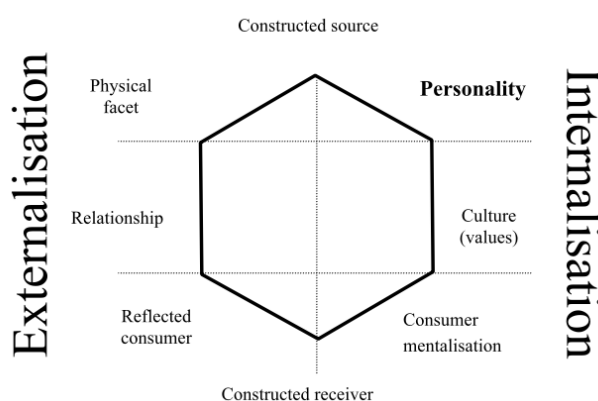 Constructed source
Externalisation
Physical
facet
Personality
Internalisation
Relationship
Culture
(values)
Reflected
consumer
Consumer
mentalisation
Constructed receiver